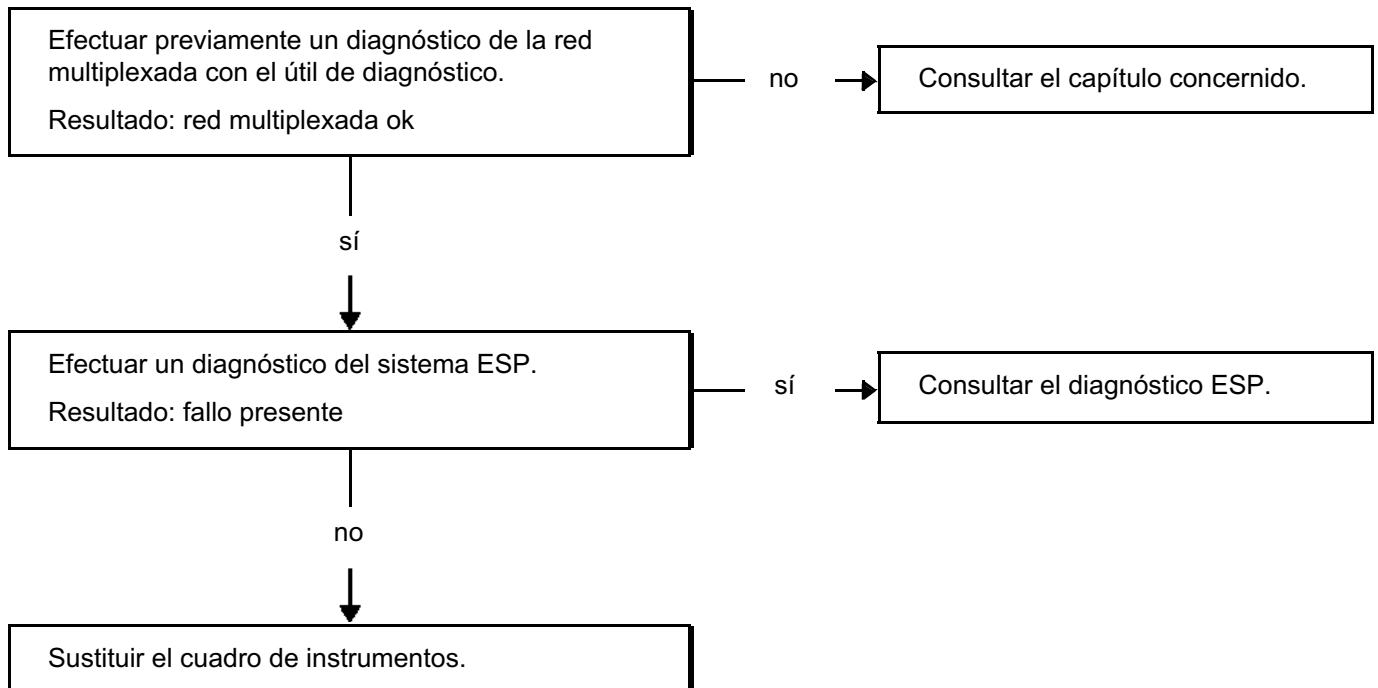 Efectuar previamente un diagnóstico de la red
multiplexada con el útil de diagnóstico.
Resultado: red multiplexada ok
no
Consultar el capítulo concernido.
sí
Efectuar un diagnóstico del sistema ESP.
Resultado: fallo presente
sí
Consultar el diagnóstico ESP.
no
Sustituir el cuadro de instrumentos.